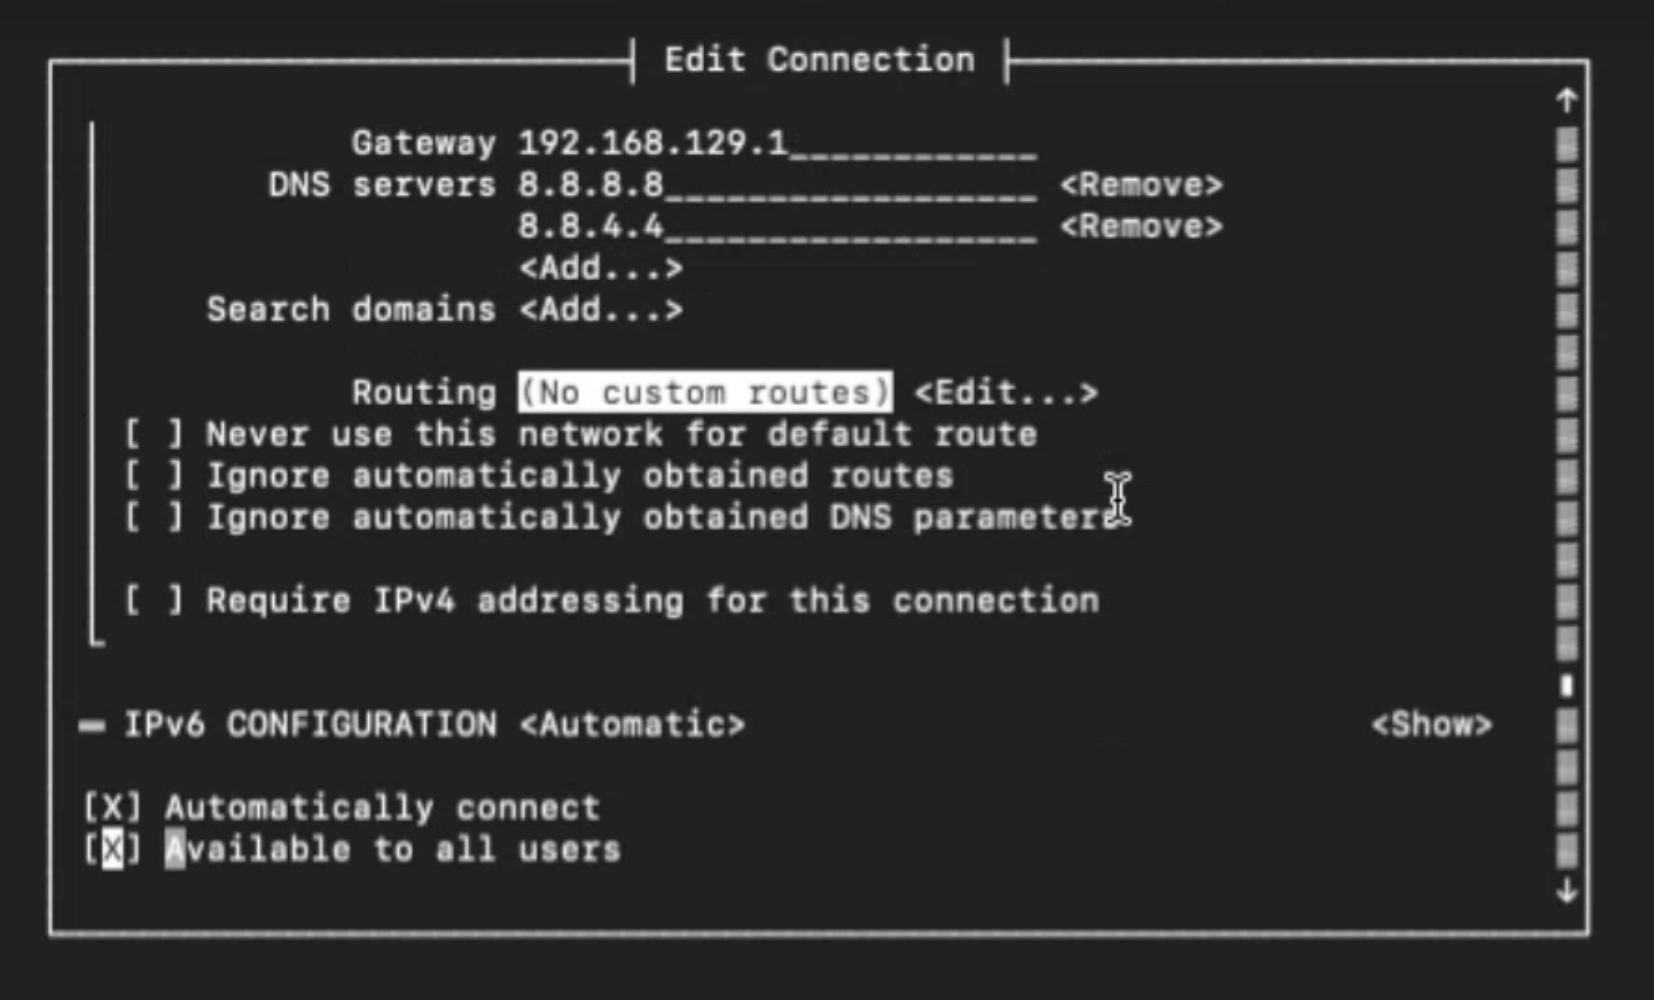 Edit Connection
Gateway 192.168.129.1____________
DNS servers 8.8.8.8__________________ <Remove>
8.8.4.4__________________ <Remove>
<Add...>
Search domains <Add...>
Routing (No custom routes) <Edit...>
[ ] Never use this network for default route
[ ] Ignore automatically obtained routes
[ ] Ignore automatically obtained DNS parameters
[ ] Require IPv4 addressing for this connection
IPv6 CONFIGURATION <Automatic> <Show>
[X] Automatically connect
[X] Available to all users